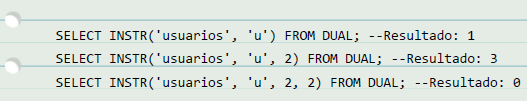 SELECT INSTR('usuarios', 'u') FROM DUAL; --Resultado: 1
SELECT INSTR('usuarios', 'u', 2) FROM DUAL; --Resultado: 3
SELECT INSTR('usuarios', 'u', 2, 2) FROM DUAL; --Resultado: 0